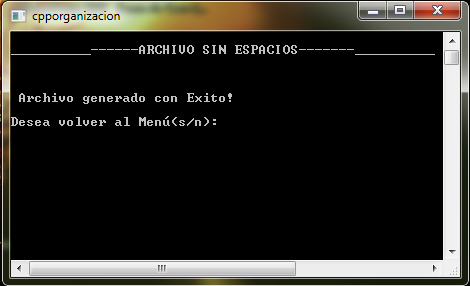 cpporganizacion
__________------ARCHIVO SIN ESPACIOS-------__________
Archivo generado con Exito!
Desea volver al Menú(s/n):